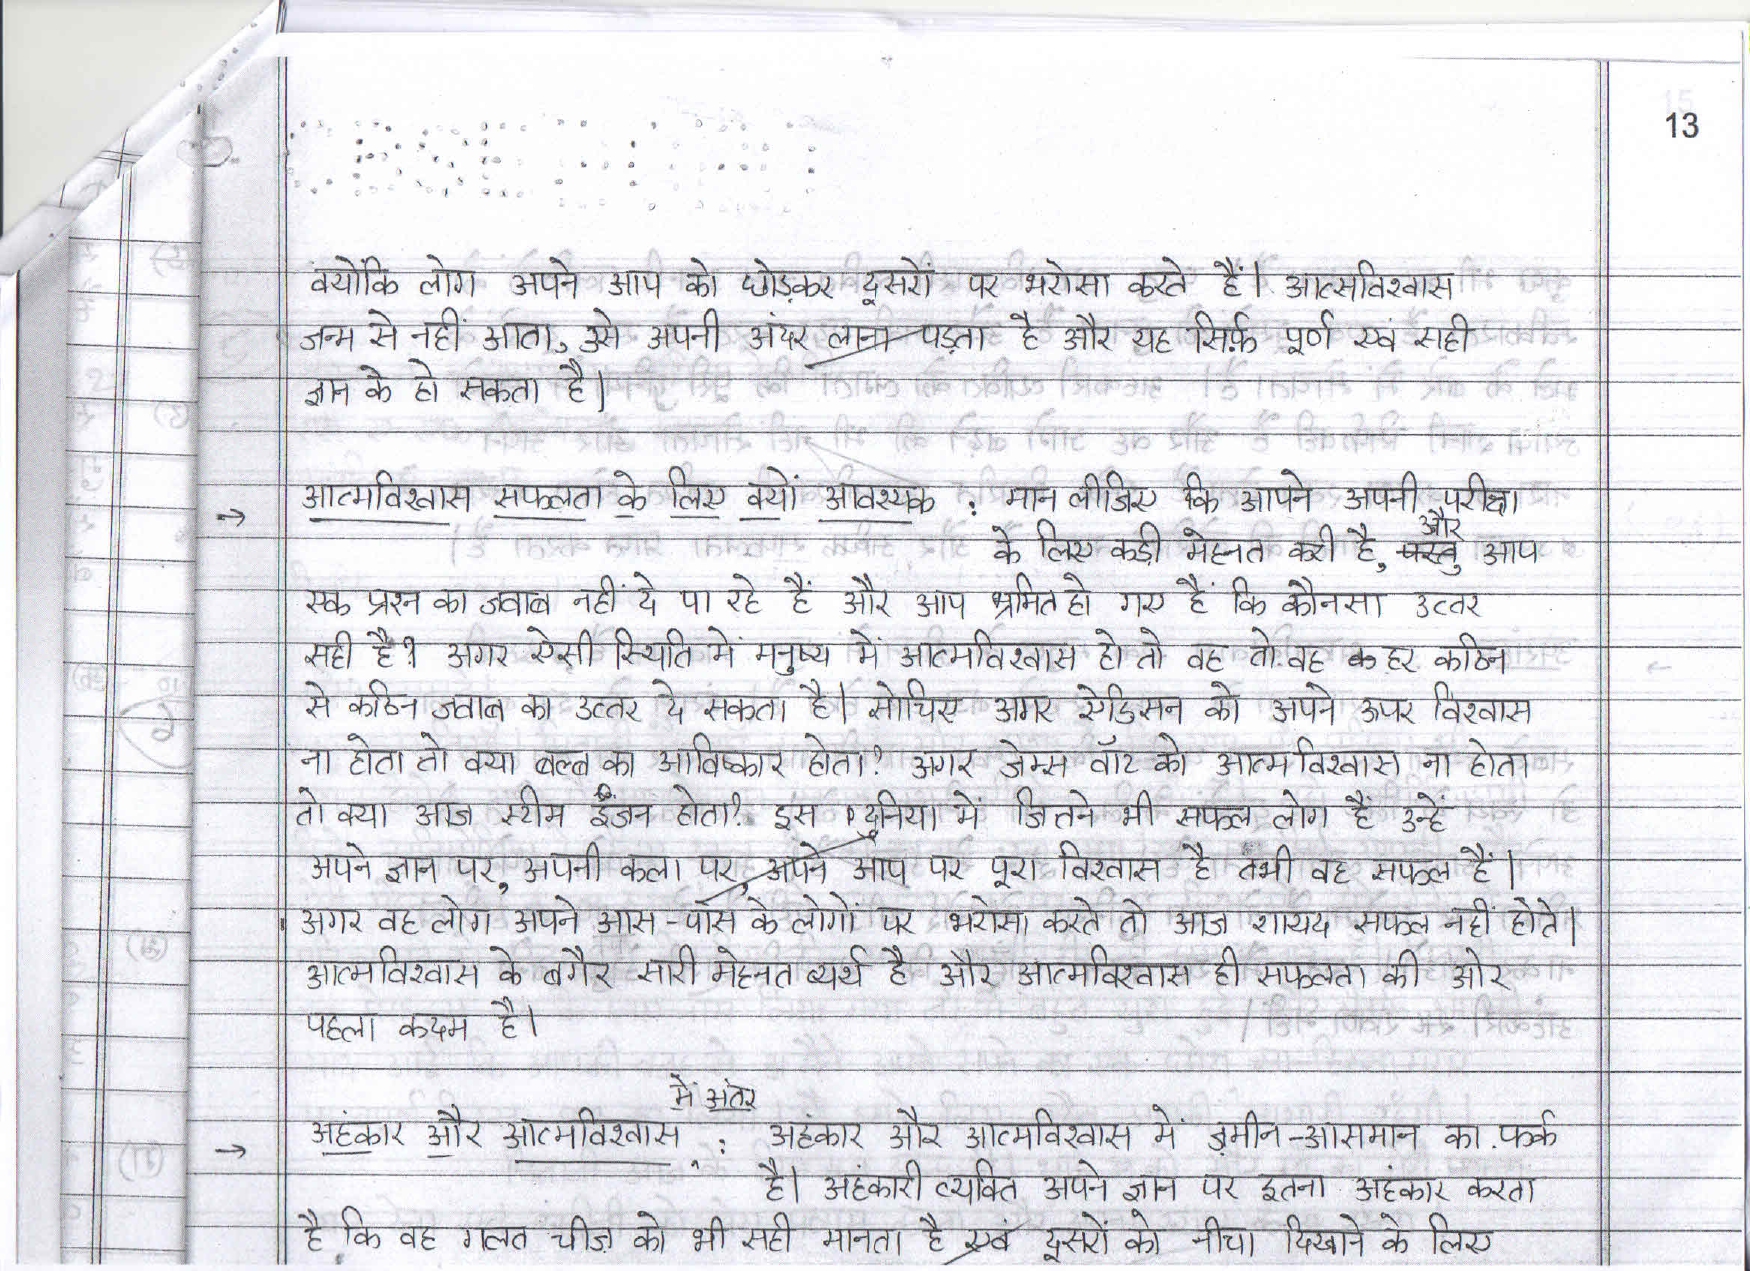 13
क्योंकि लोग अपने आप को छोड़कर दूसरों पर भरोसा करते हैं। आत्मविश्वास
जन्म से नहीं आता, उसे अपनी अंदर लाना पड़ता है और यह सिर्फ़ पूर्ण एवं सही
ज्ञान के हो सकता है।
→ आत्मविश्वास सफलता के लिए क्यों आवश्यक : मान लीजिए कि आपने अपनी परीक्षा
और
के लिए कड़ी मेहनत करी है, परन्तु आप
एक प्रश्न का जवाब नहीं दे पा रहे हैं और आप भ्रमित हो गए हैं कि कौनसा उत्तर
सही है? अगर ऐसी स्थिति में मनुष्य में आत्मविश्वास हो तो वह तो वह क हर कठिन
से कठिन जवाब का उत्तर दे सकता है। सोचिए अगर ऐडिसन को अपने ऊपर विश्वास
ना होता तो क्या बल्ब का आविष्कार होता? अगर जेम्स वॉट को आत्मविश्वास ना होता
तो क्या आज स्टीम इंजन होता? इस दुनिया में जितने भी सफल लोग हैं उन्हें
अपने ज्ञान पर, अपनी कला पर, अपने आप पर पूरा विश्वास है तभी वह सफल हैं।
अगर वह लोग अपने आस-पास के लोगों पर भरोसा करते तो आज शायद सफल नहीं होते।
आत्मविश्वास के बगैर सारी मेहनत व्यर्थ है और आत्मविश्वास ही सफलता की ओर
पहला कदम है।
में अंतर
→ अहंकार और आत्मविश्वास : अहंकार और आत्मविश्वास में ज़मीन-आसमान का फर्क
है। अहंकारी व्यक्ति अपने ज्ञान पर इतना अहंकार करता
है कि वह गलत चीज़ को भी सही मानता है एवं दूसरों को नीचा दिखाने के लिए